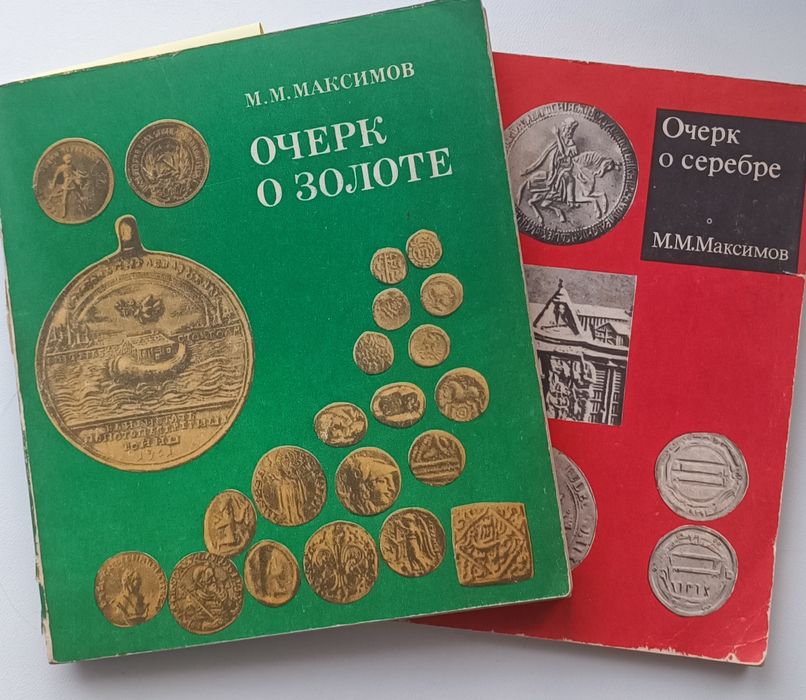 М. М. МАКСИМОВ
ОЧЕРК
О ЗОЛОТЕ
Очерк
о серебре
М.М.Максимов